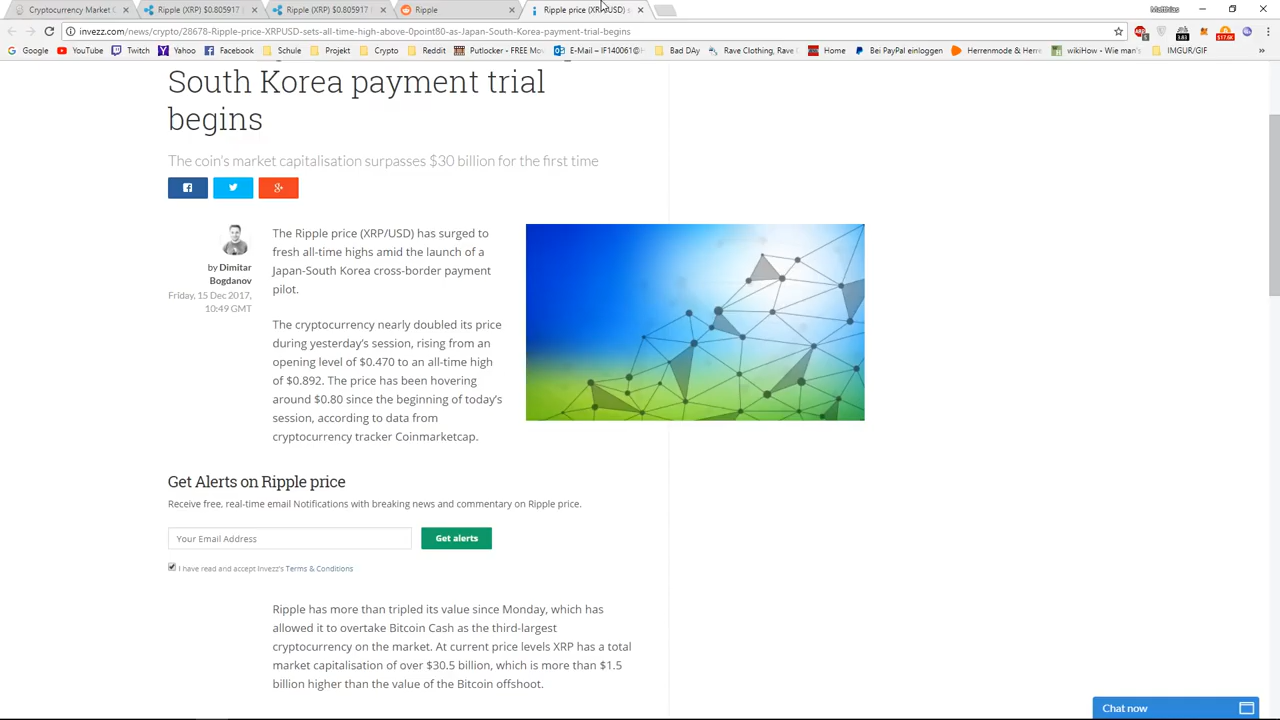 Cryptocurrency Market C
Ripple (XRP) $0.805917
Ripple (XRP) $0.805917
Ripple
Ripple price (XRP/USD) s
Matthias
invezz.com/news/crypto/28678-Ripple-price-XRPUSD-sets-all-time-high-above-0point80-as-Japan-South-Korea-payment-trial-begins
Google
YouTube
Twitch
Facebook
Schule
Projekt
Crypto
Reddit
Putlocker - FREE Mov
E-Mail – IF140061@H
Bad DAy
Rave Clothing, Rave
Home
Bei PayPal einloggen
Herrenmode & Herre
wikiHow – Wie man's
IMGUR/GIF
South Korea payment trial
begins
The coin's market capitalisation surpasses $30 billion for the first time
by Dimitar
Bogdanov
Friday, 15 Dec 2017,
10:49 GMT
The Ripple price (XRP/USD) has surged to
fresh all-time highs amid the launch of a
Japan-South Korea cross-border payment
pilot.
The cryptocurrency nearly doubled its price
during yesterday's session, rising from an
opening level of $0.470 to an all-time high
of $0.892. The price has been hovering
around $0.80 since the beginning of today's
session, according to data from
cryptocurrency tracker Coinmarketcap.
Get Alerts on Ripple price
Receive free, real-time email Notifications with breaking news and commentary on Ripple price.
Your Email Address
Get alerts
I have read and accept Invezz's Terms & Conditions
Ripple has more than tripled its value since Monday, which has
allowed it to overtake Bitcoin Cash as the third-largest
cryptocurrency on the market. At current price levels XRP has a total
market capitalisation of over $30.5 billion, which is more than $1.5
billion higher than the value of the Bitcoin offshoot.
Chat now